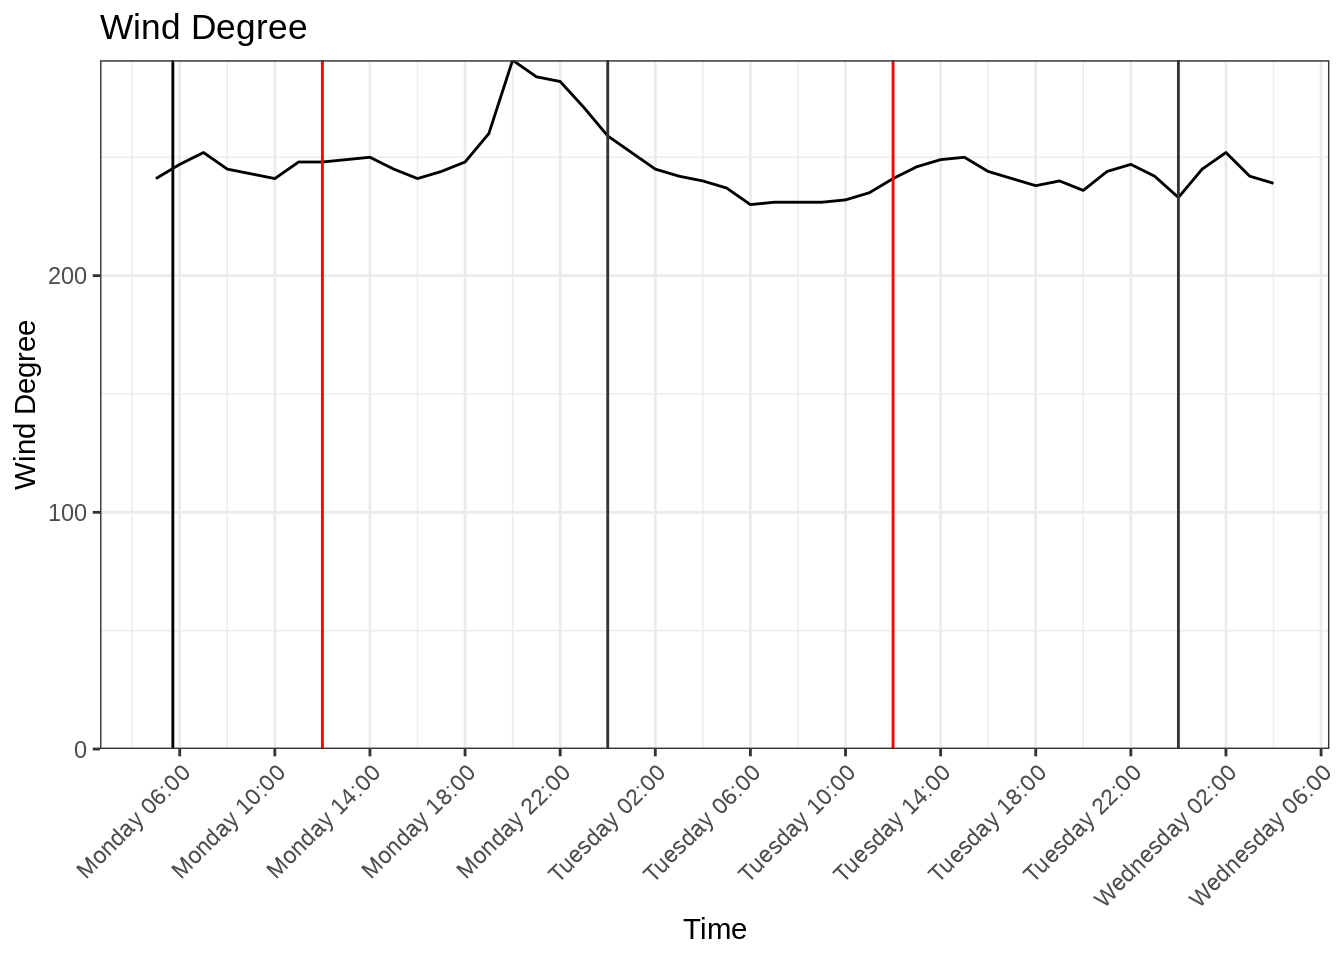 Wind Degree
Wind Degree
200
100
0
Monday 06:00
Monday 10:00
Monday 14:00
Monday 18:00
Monday 22:00
Tuesday 02:00
Tuesday 06:00
Tuesday 10:00
Tuesday 14:00
Tuesday 18:00
Tuesday 22:00
Wednesday 02:00
Wednesday 06:00
Time